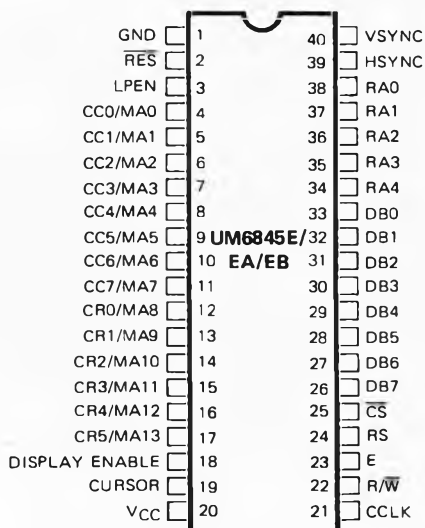 GND 1 40 VSYNC
R̅E̅S̅ 2 39 HSYNC
LPEN 3 38 RA0
CC0/MA0 4 37 RA1
CC1/MA1 5 36 RA2
CC2/MA2 6 35 RA3
CC3/MA3 7 34 RA4
CC4/MA4 8 33 DB0
CC5/MA5 9 UM6845E/ 32 DB1
CC6/MA6 10 EA/EB 31 DB2
CC7/MA7 11 30 DB3
CR0/MA8 12 29 DB4
CR1/MA9 13 28 DB5
CR2/MA10 14 27 DB6
CR3/MA11 15 26 DB7
CR4/MA12 16 25 C̅S̅
CR5/MA13 17 24 RS
DISPLAY ENABLE 18 23 E
CURSOR 19 22 R/W̅
VCC 20 21 CCLK